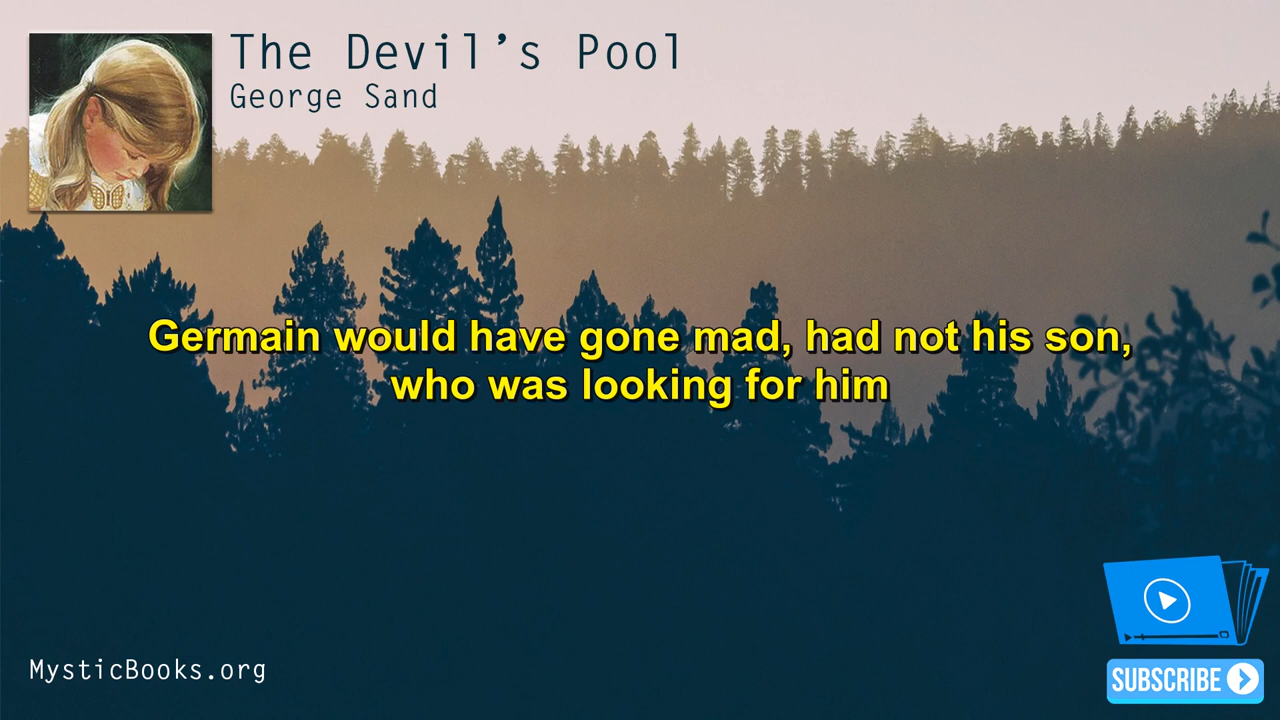 The Devil's Pool
George Sand
Germain would have gone mad, had not his son,
who was looking for him
MysticBooks.org
SUBSCRIBE